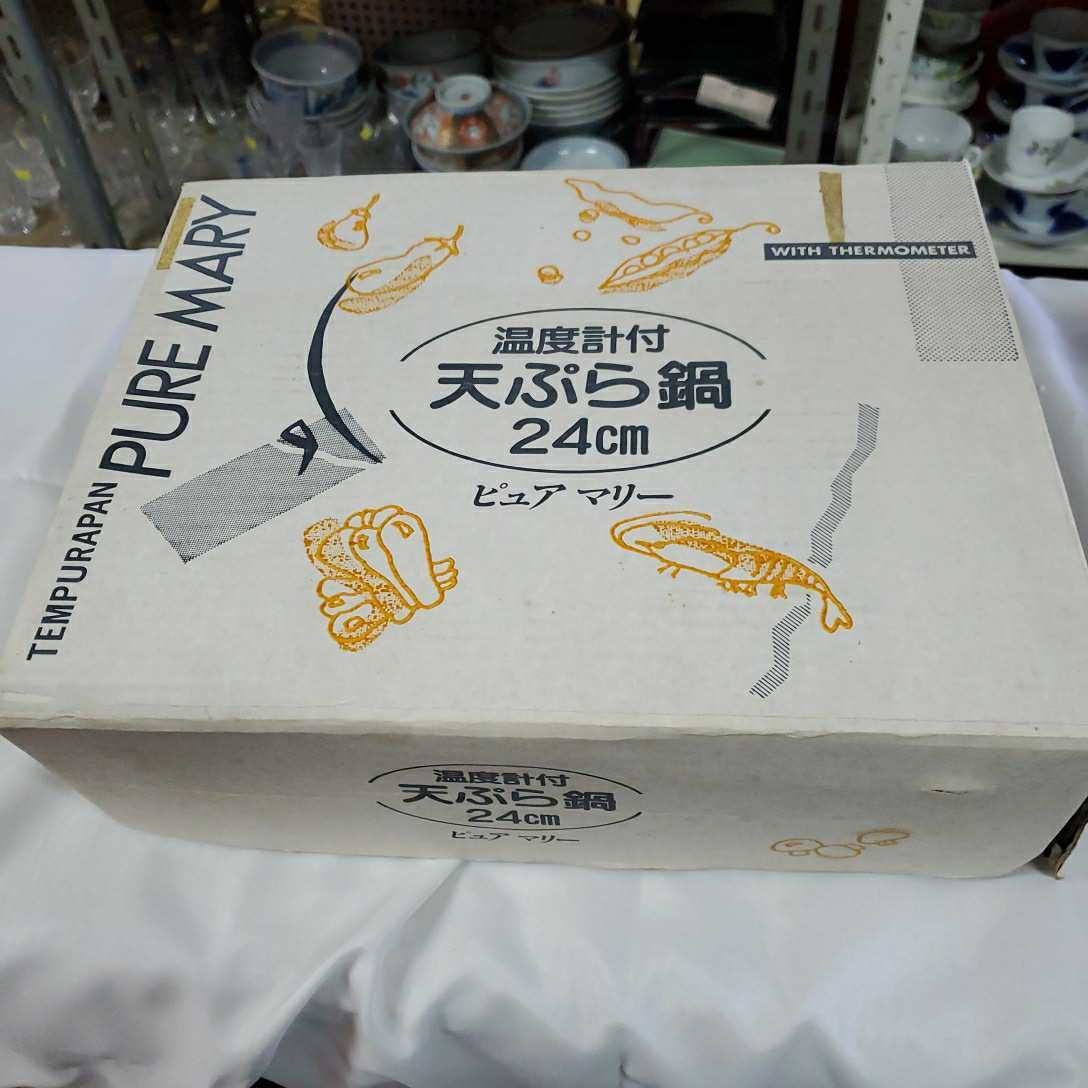 TEMPURAPAN PURE MARY
WITH THERMOMETER
温度計付
天ぷら鍋
24cm
ピュア マリー
温度計付
天ぷら鍋
24cm
ピュア マリー